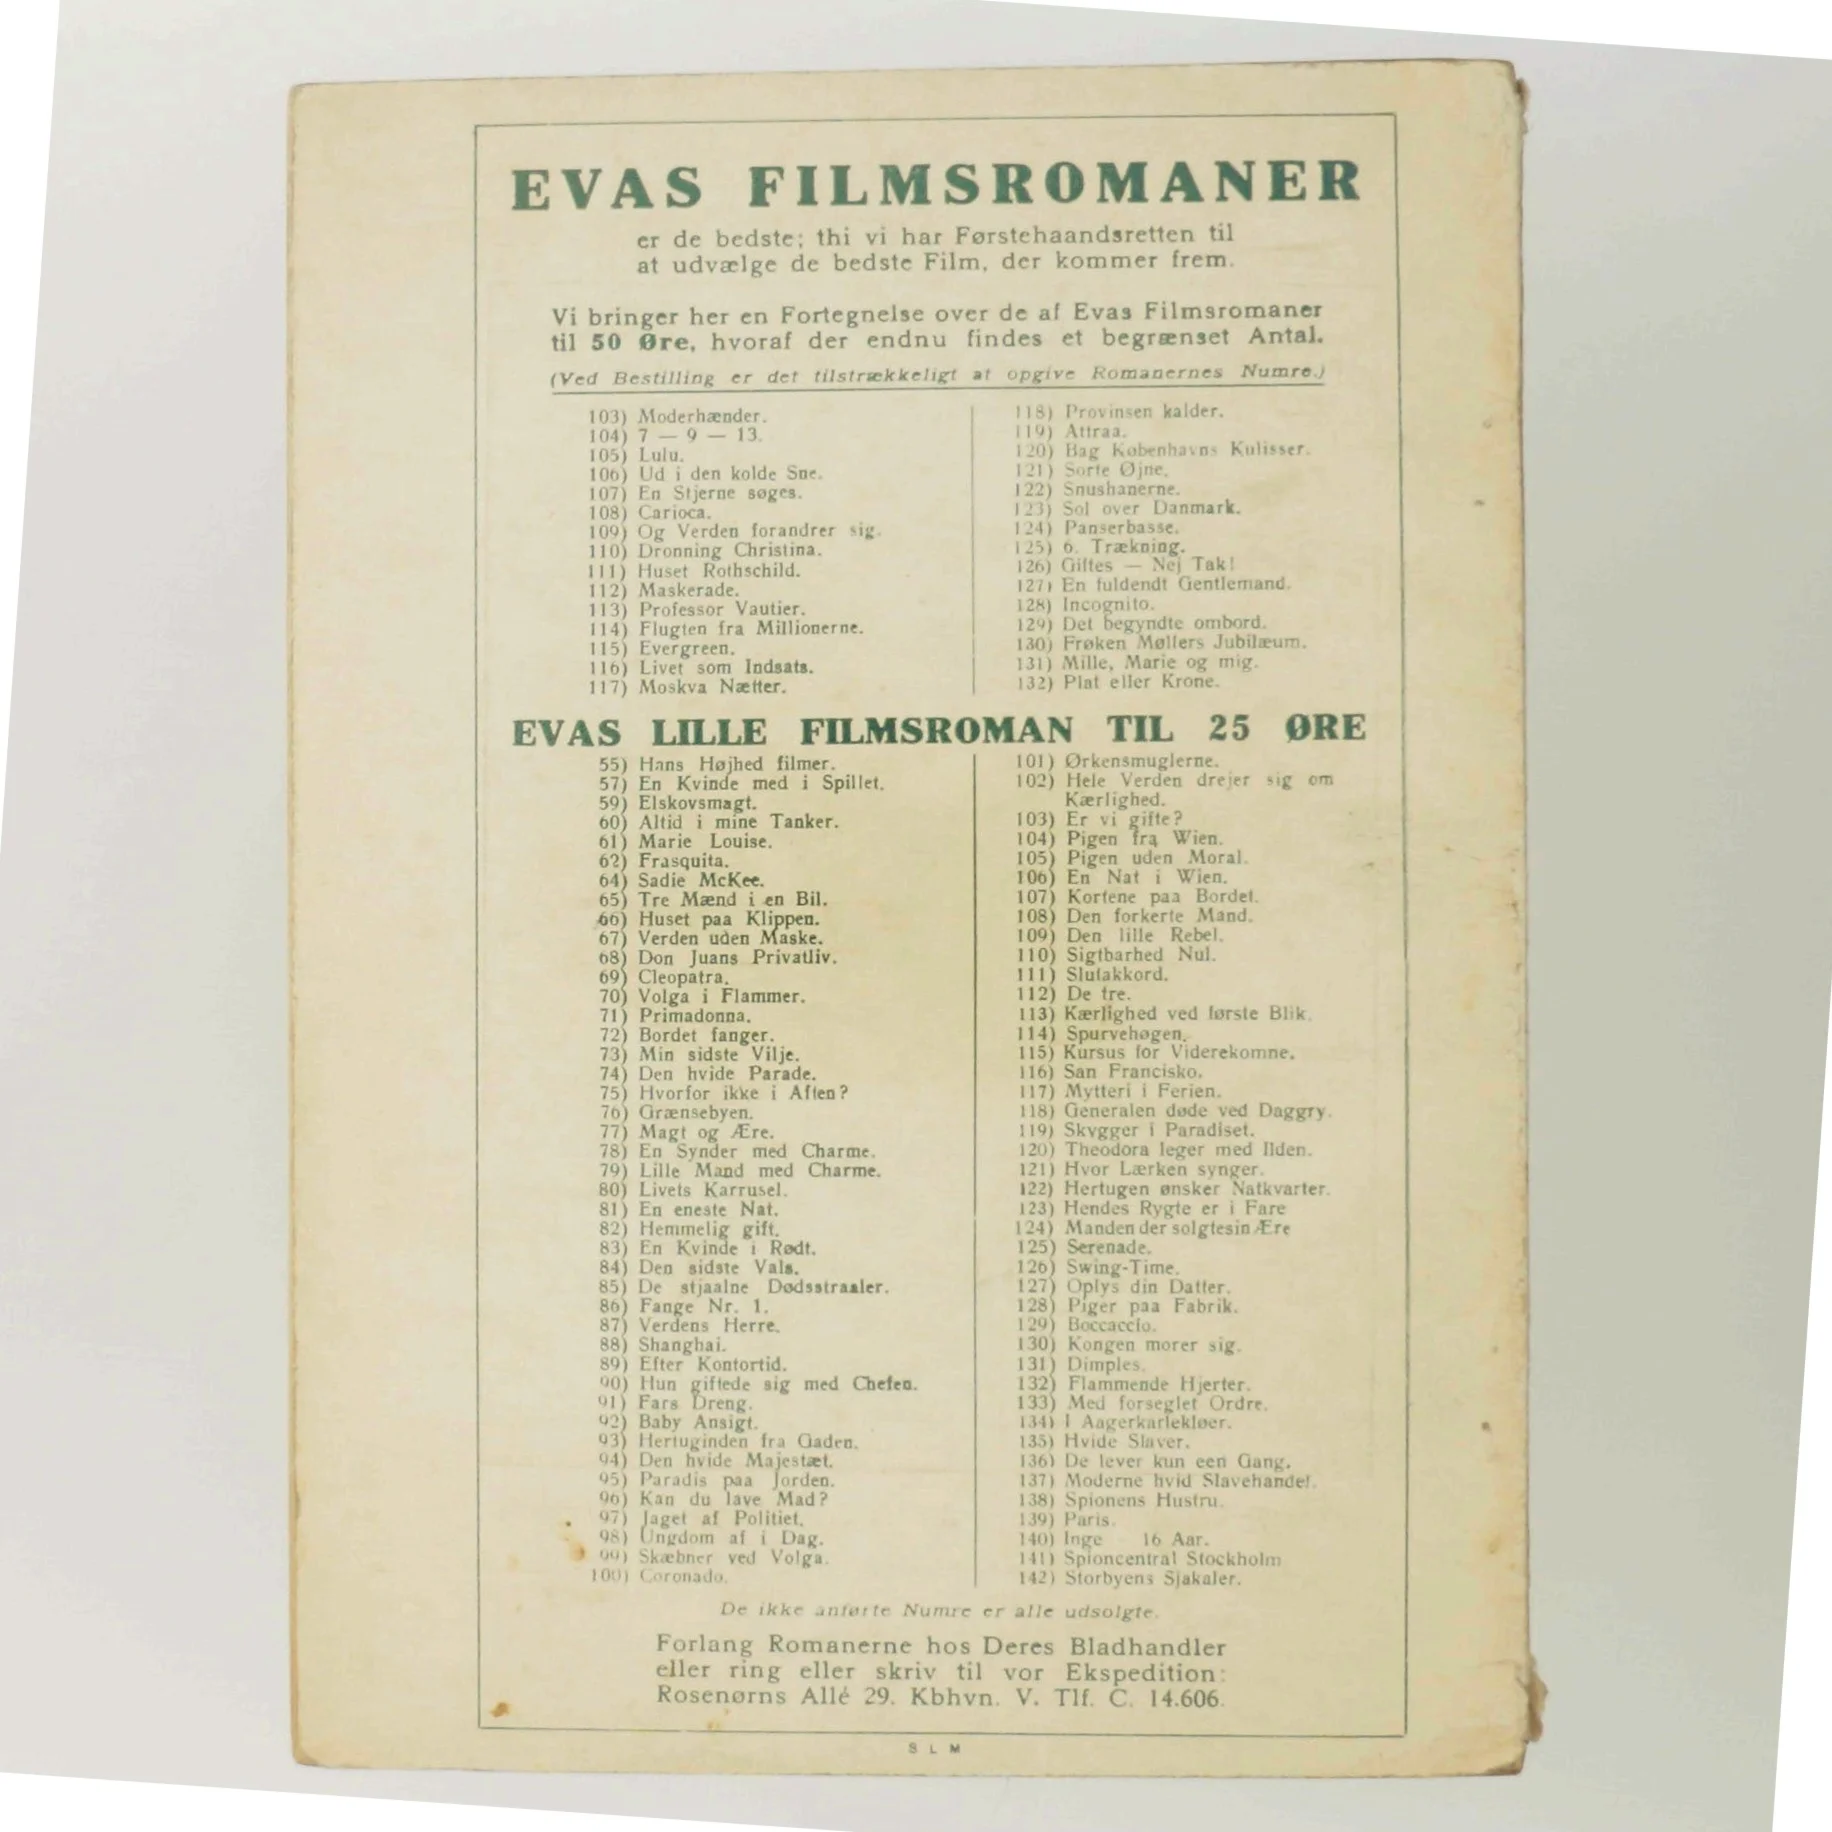 EVAS FILMSROMANER
er de bedste; thi vi har Førstehaandsretten til
at udvælge de bedste Film, der kommer frem.
Vi bringer her en Fortegnelse over de af Evas Filmsromaner
til 50 Øre, hvoraf der endnu findes et begrænset Antal.
(Ved Bestilling er det tilstrækkeligt at opgive Romanernes Numre.)
103) Moderhænder.
104) 7 — 9 — 13.
105) Lulu.
106) Ud i den kolde Sne.
107) En Stjerne søges.
108) Carioca.
109) Og Verden forandrer sig.
110) Dronning Christina.
111) Huset Rothschild.
112) Maskerade.
113) Professor Vautier.
114) Flugten fra Millionerne.
115) Evergreen.
116) Livet som Indsats.
117) Moskva Nætter.
118) Provinsen kalder.
119) Attraa.
120) Bag Københavns Kulisser.
121) Sorte Øjne.
122) Snushanerne.
123) Sol over Danmark.
124) Panserbasse.
125) 6. Trækning.
126) Giftes — Nej Tak!
127) En fuldendt Gentlemand.
128) Incognito.
129) Det begyndte ombord.
130) Frøken Møllers Jubilæum.
131) Mille, Marie og mig.
132) Plat eller Krone.
EVAS LILLE FILMSROMAN TIL 25 ØRE
55) Hans Højhed filmer.
57) En Kvinde med i Spillet.
59) Elskovsmagt.
60) Altid i mine Tanker.
61) Marie Louise.
62) Frasquita.
64) Sadie McKee.
65) Tre Mænd i en Bil.
66) Huset paa Klippen.
67) Verden uden Maske.
68) Don Juans Privatliv.
69) Cleopatra.
70) Volga i Flammer.
71) Primadonna.
72) Bordet fanger.
73) Min sidste Vilje.
74) Den hvide Parade.
75) Hvorfor ikke i Aften?
76) Grænsebyen.
77) Magt og Ære.
78) En Synder med Charme.
79) Lille Mand med Charme.
80) Livets Karrusel.
81) En eneste Nat.
82) Hemmelig gift.
83) En Kvinde i Rødt.
84) Den sidste Vals.
85) De stjaalne Dødsstraaler.
86) Fange Nr. 1.
87) Verdens Herre.
88) Shanghai.
89) Efter Kontortid.
90) Hun giftede sig med Chefen.
91) Fars Dreng.
92) Baby Ansigt.
93) Hertuginden fra Gaden.
94) Den hvide Majestæt.
95) Paradis paa Jorden.
96) Kan du lave Mad?
97) Jaget af Politiet.
98) Ungdom af i Dag.
99) Skæbner ved Volga.
100) Coronado.
101) Ørkensmuglerne.
102) Hele Verden drejer sig om
Kærlighed.
103) Er vi gifte?
104) Pigen fra Wien.
105) Pigen uden Moral.
106) En Nat i Wien.
107) Kortene paa Bordet.
108) Den forkerte Mand.
109) Den lille Rebel.
110) Sigtbarhed Nul.
111) Slutakkord.
112) De tre.
113) Kærlighed ved første Blik.
114) Spurvehøgen.
115) Kursus for Viderekomne.
116) San Francisko.
117) Mytteri i Ferien.
118) Generalen døde ved Daggry.
119) Skygger i Paradiset.
120) Theodora leger med Ilden.
121) Hvor Lærken synger.
122) Hertugen ønsker Natkvarter.
123) Hendes Rygte er i Fare
124) Manden der solgte sin Ære
125) Serenade.
126) Swing-Time.
127) Oplys din Datter.
128) Piger paa Fabrik.
129) Boccaccio.
130) Kongen morer sig.
131) Dimples.
132) Flammende Hjerter.
133) Med forseglet Ordre.
134) I Aagerkarlekløer.
135) Hvide Slaver.
136) De lever kun een Gang.
137) Moderne hvid Slavehandel.
138) Spionens Hustru.
139) Paris.
140) Inge 16 Aar.
141) Spioncentral Stockholm
142) Storbyens Sjakaler.
De ikke anførte Numre er alle udsolgte.
Forlang Romanerne hos Deres Bladhandler
eller ring eller skriv til vor Ekspedition:
Rosenørns Allé 29. Kbhvn. V. Tlf. C. 14.606.
S L M